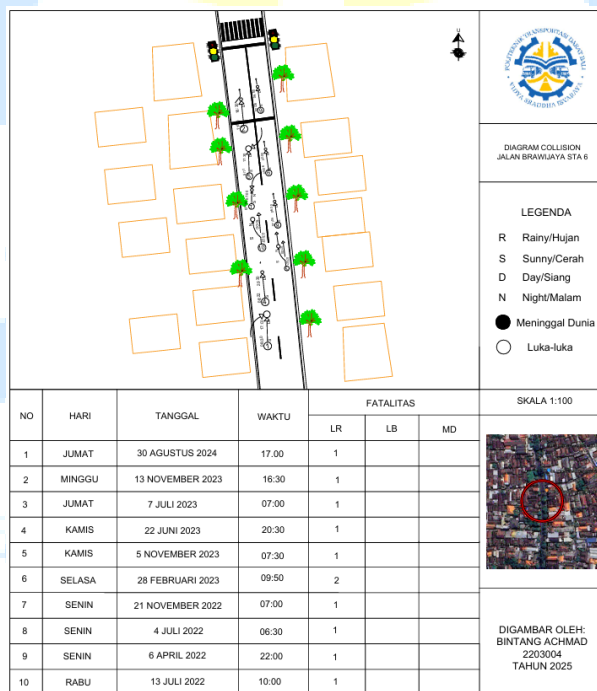 POLITEKNIK TRANSPORTASI DARAT BALI
DIAGRAM COLLISION
JALAN BRAWIJAYA STA 6
LEGENDA
R Rainy/Hujan
S Sunny/Cerah
D Day/Siang
N Night/Malam
Meninggal Dunia
Luka-luka
SKALA 1:100
NO HARI TANGGAL WAKTU FATALITAS
LR LB MD
1 JUMAT 30 AGUSTUS 2024 17.00 1
2 MINGGU 13 NOVEMBER 2023 16:30 1
3 JUMAT 7 JULI 2023 07:00 1
4 KAMIS 22 JUNI 2023 20:30 1
5 KAMIS 5 NOVEMBER 2023 07:30 1
6 SELASA 28 FEBRUARI 2023 09:50 2
7 SENIN 21 NOVEMBER 2022 07:00 1
8 SENIN 4 JULI 2022 06:30 1
9 SENIN 6 APRIL 2022 22:00 1
10 RABU 13 JULI 2022 10:00 1
DIGAMBAR OLEH:
BINTANG ACHMAD
2203004
TAHUN 2025